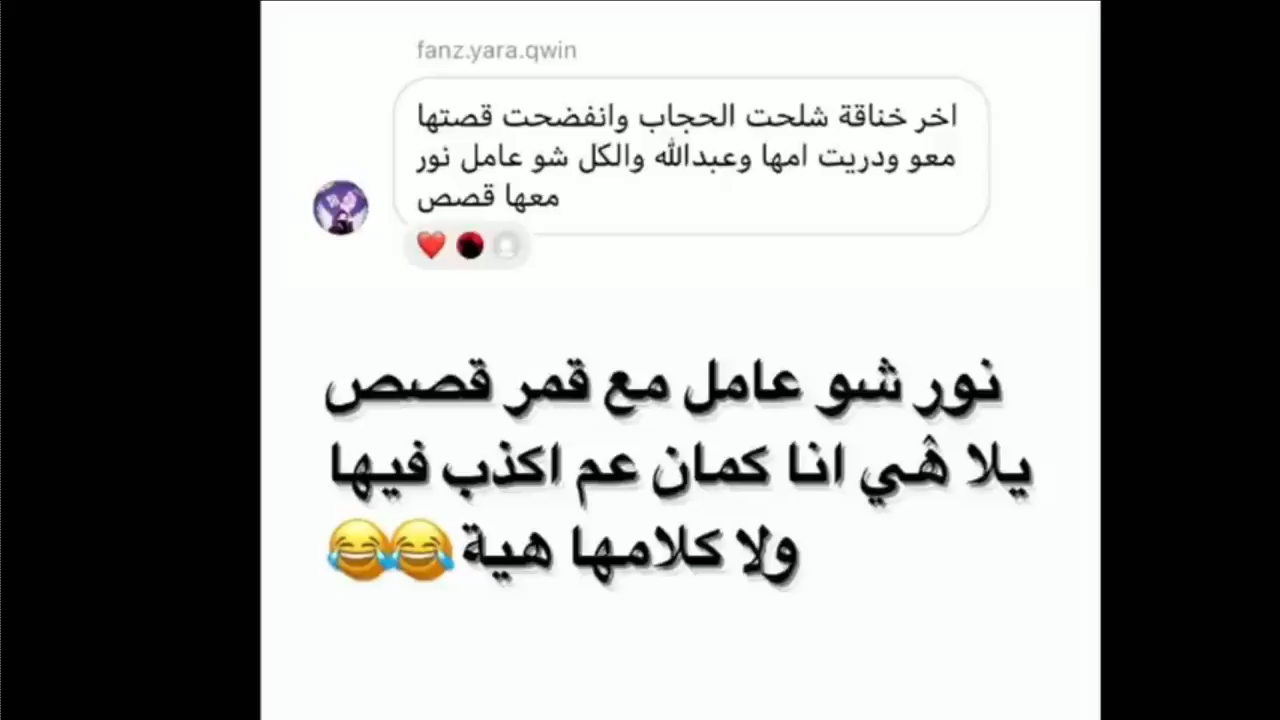 fanz.yara.qwin
اخر خناقة شلحت الحجاب وانفضحت قصتها
معو ودريت امها وعبدالله والكل شو عامل نور
معها قصص
❤️
نور شو عامل مع قمر قصص
يلا هٌي انا كمان عم اكذب فيها
ولا كلامها هية😂😂